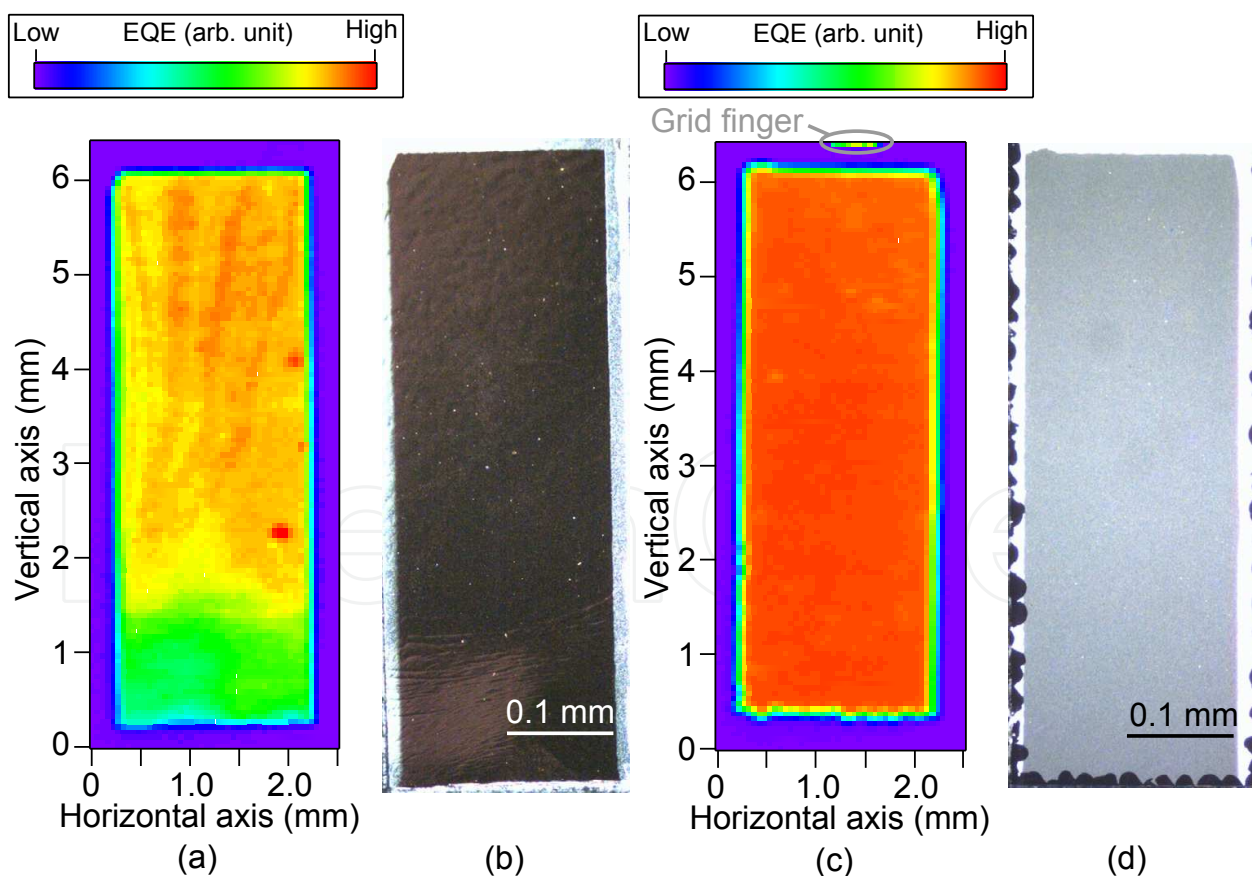 Low EQE (arb. unit) High
Low EQE (arb. unit) High
Grid finger
6
5
4
3
2
1
0
Vertical axis (mm)
0 1.0 2.0
Horizontal axis (mm)
0.1 mm
6
5
4
3
2
1
0
Vertical axis (mm)
0 1.0 2.0
Horizontal axis (mm)
0.1 mm
(a) (b) (c) (d)